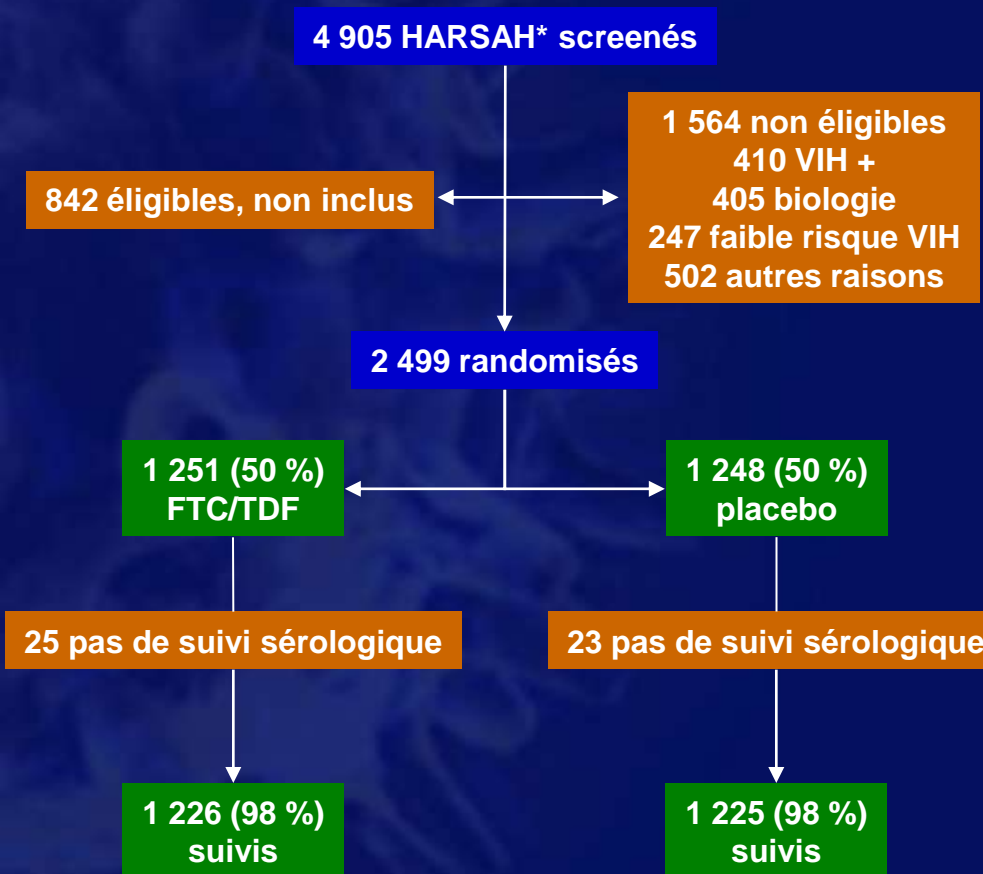 4 905 HARSAH* screenés
1 564 non éligibles
410 VIH +
405 biologie
247 faible risque VIH
502 autres raisons
842 éligibles, non inclus
2 499 randomisés
1 251 (50 %)
FTC/TDF
1 248 (50 %)
placebo
25 pas de suivi sérologique
23 pas de suivi sérologique
1 226 (98 %)
suivis
1 225 (98 %)
suivis